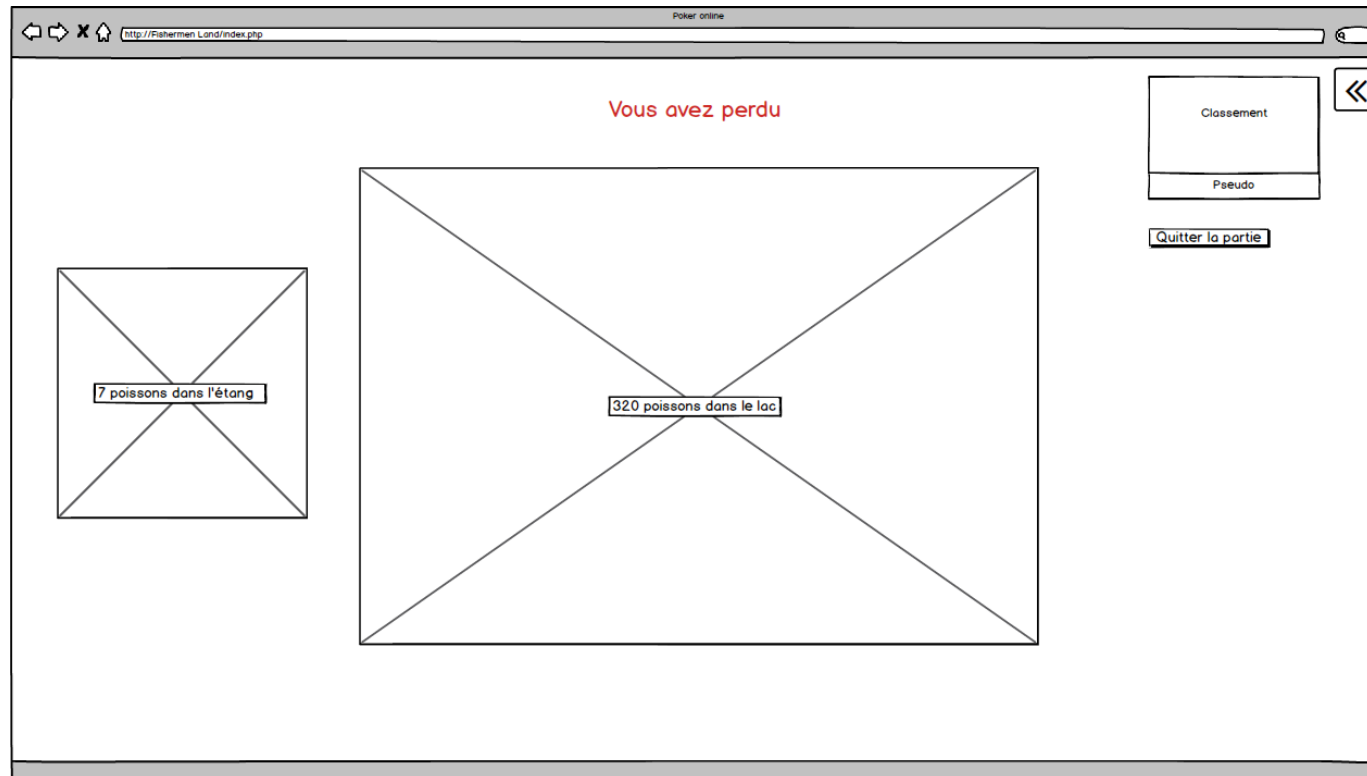 Poker online
http://Fishermen Land/index.php
Vous avez perdu
Classement
Pseudo
Quitter la partie
7 poissons dans l'étang
320 poissons dans le lac